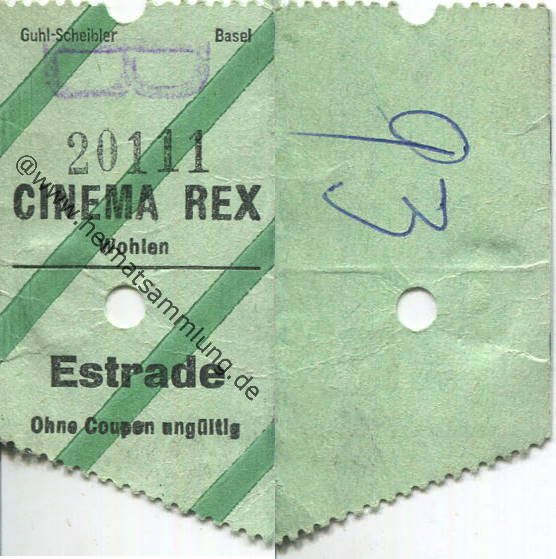 Guhl-Scheibler Basel
20111
CINEMA REX
Wohlen
Estrade
Ohne Coupon ungültig
@www.heimatsammlung.de
93